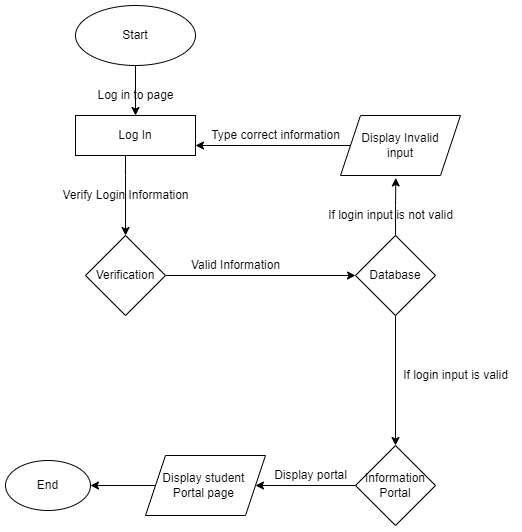 Start
Log in to page
Log In
Type correct information
Display Invalid
input
Verify Login Information
If login input is not valid
Verification
Valid Information
Database
If login input is valid
Information
Portal
Display portal
Display student
Portal page
End